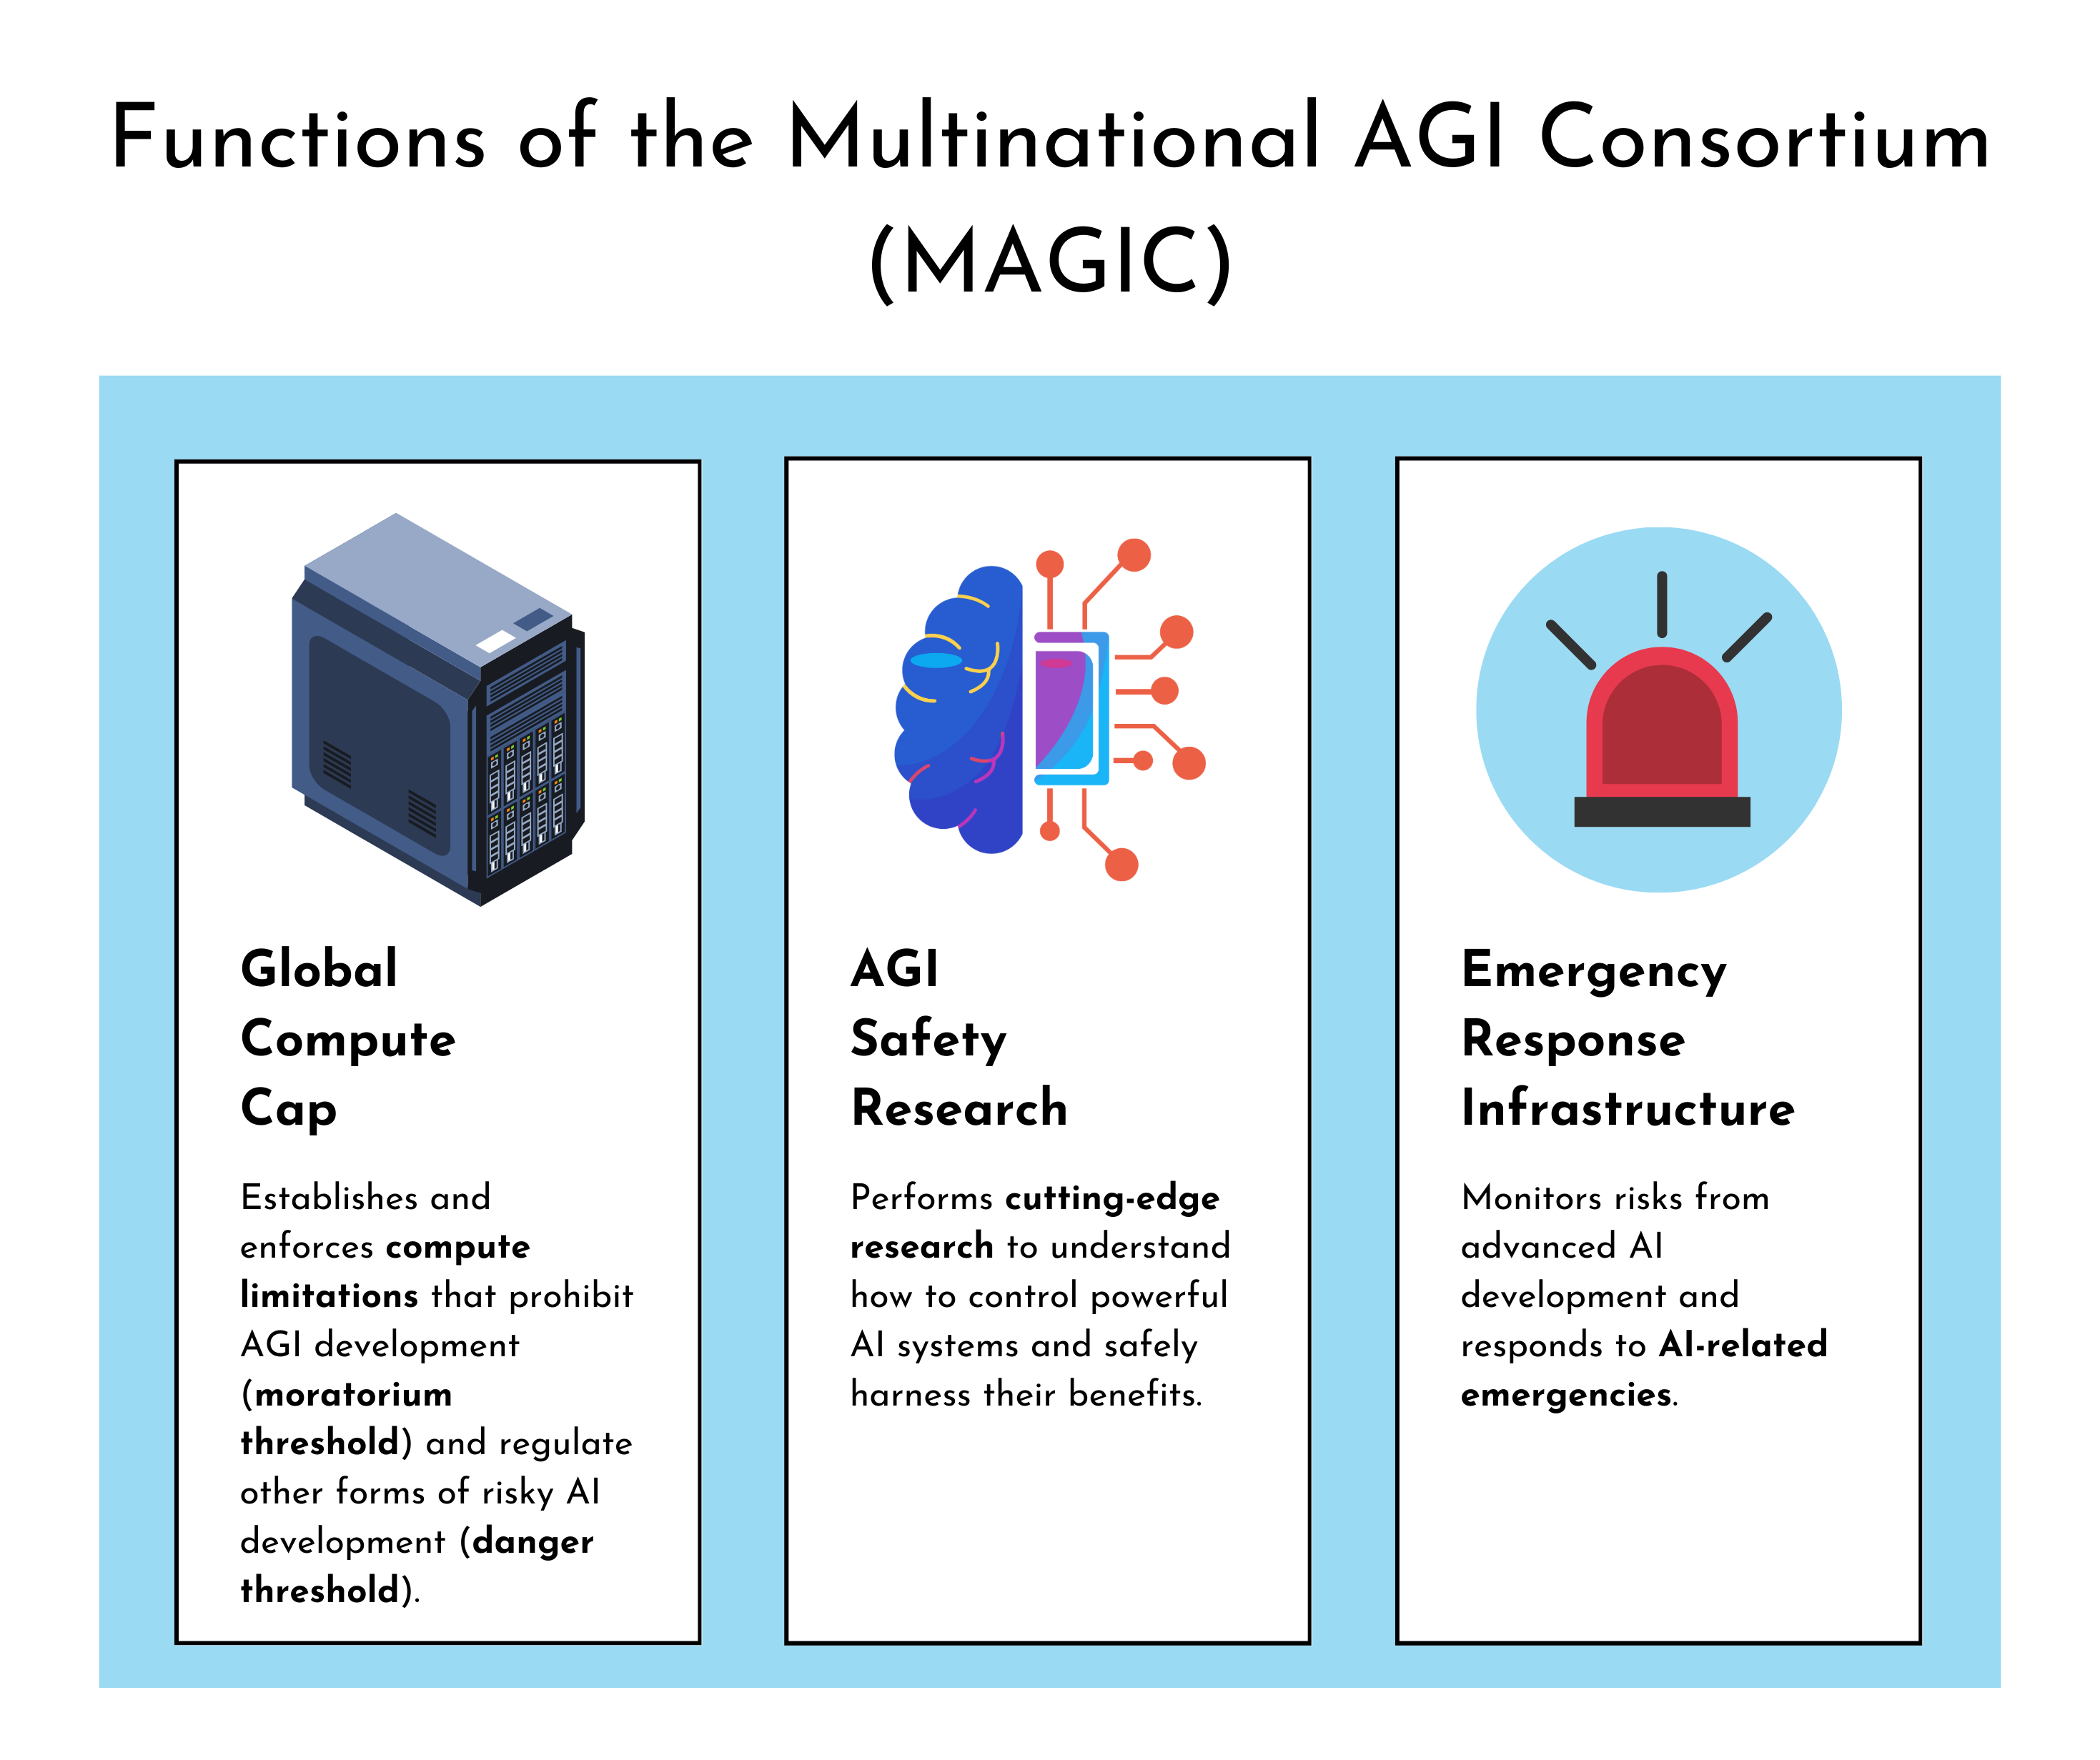 Functions of the Multinational AGI Consortium
(MAGIC)
Global
Compute
Cap
Establishes and
enforces compute
limitations that prohibit
AGI development
(moratorium
threshold) and regulate
other forms of risky AI
development (danger
threshold).
AGI
Safety
Research
Performs cutting-edge
research to understand
how to control powerful
AI systems and safely
harness their benefits.
Emergency
Response
Infrastructure
Monitors risks from
advanced AI
development and
responds to AI-related
emergencies.